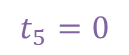 t₅ = 0